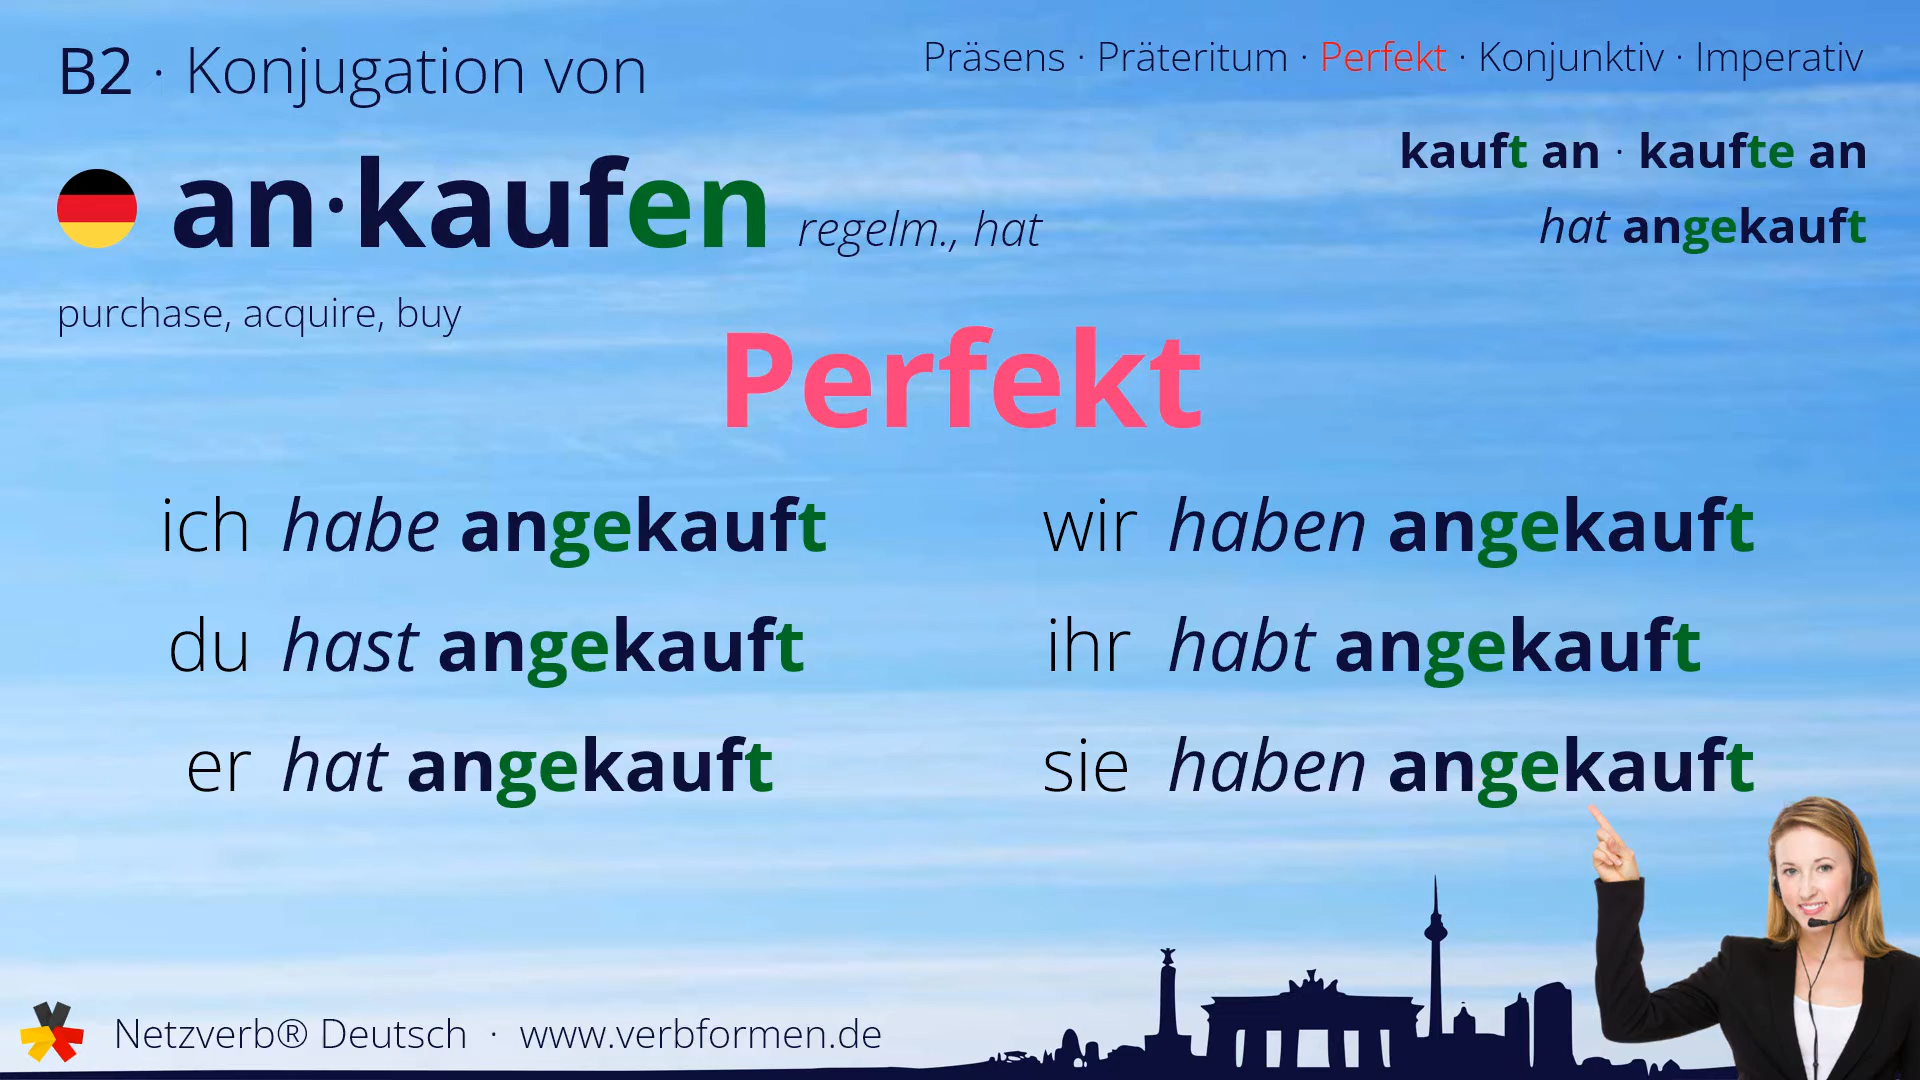 B2 · Konjugation von
Präsens · Präteritum · Perfekt · Konjunktiv · Imperativ
an·kaufen regelm., hat
kauft an · kaufte an
hat angekauft
purchase, acquire, buy
Perfekt
ich habe angekauft
du hast angekauft
er hat angekauft
wir haben angekauft
ihr habt angekauft
sie haben angekauft
Netzverb® Deutsch · www.verbformen.de